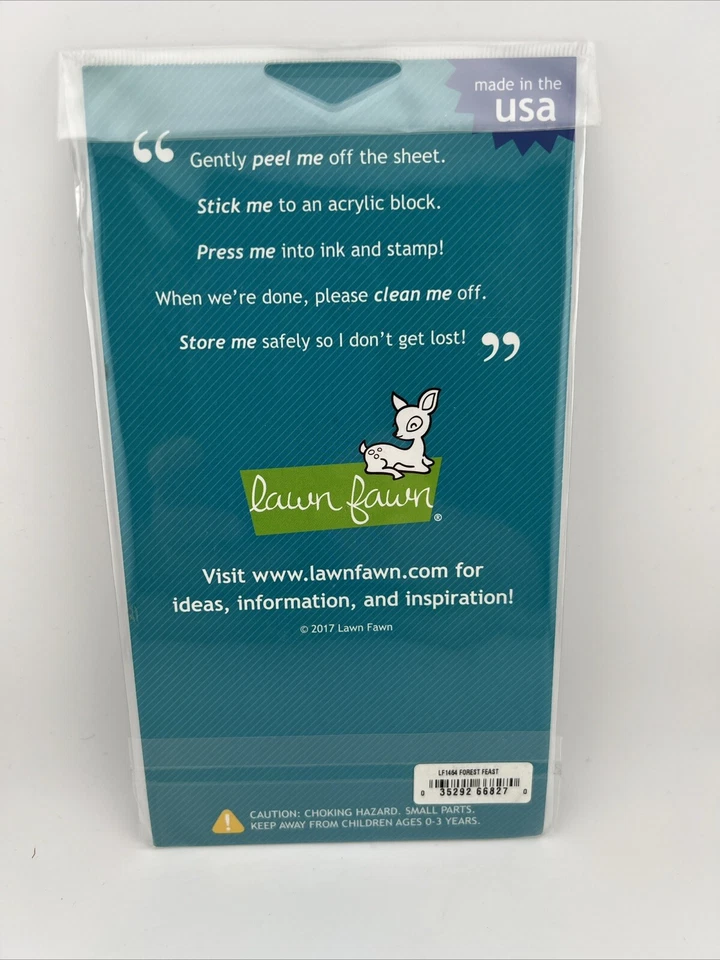 made in the
usa
“ Gently peel me off the sheet.
Stick me to an acrylic block.
Press me into ink and stamp!
When we’re done, please clean me off.
Store me safely so I don’t get lost! ”
lawn fawn®
Visit www.lawnfawn.com for
ideas, information, and inspiration!
© 2017 Lawn Fawn
LF1464 FOREST FEAST
0 35292 66827 0
CAUTION: CHOKING HAZARD. SMALL PARTS.
KEEP AWAY FROM CHILDREN AGES 0-3 YEARS.